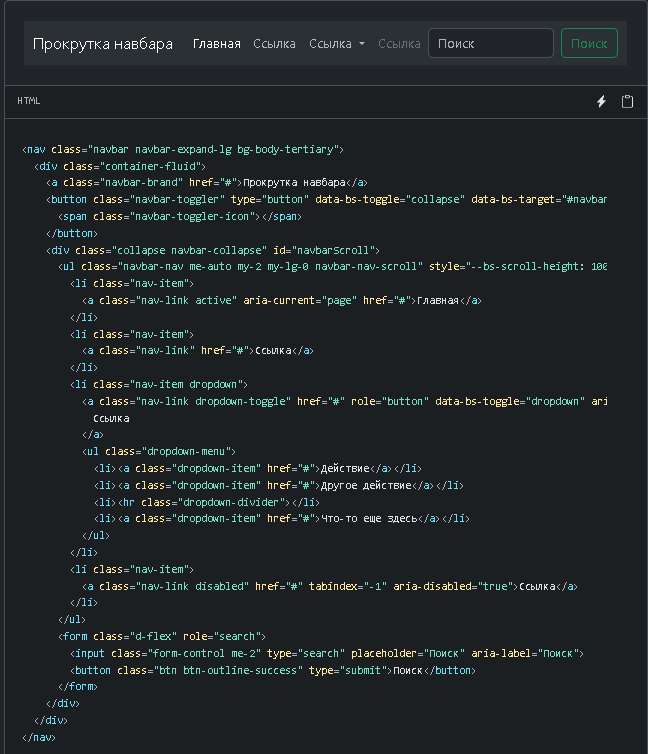 Прокрутка навбара Главная Ссылка Ссылка Ссылка Поиск Поиск
HTML
<nav class="navbar navbar-expand-lg bg-body-tertiary">
<div class="container-fluid">
<a class="navbar-brand" href="#">Прокрутка навбара</a>
<button class="navbar-toggler" type="button" data-bs-toggle="collapse" data-bs-target="#navbar
<span class="navbar-toggler-icon"></span>
</button>
<div class="collapse navbar-collapse" id="navbarScroll">
<ul class="navbar-nav me-auto my-2 my-lg-0 navbar-nav-scroll" style="--bs-scroll-height: 100
<li class="nav-item">
<a class="nav-link active" aria-current="page" href="#">Главная</a>
</li>
<li class="nav-item">
<a class="nav-link" href="#">Ссылка</a>
</li>
<li class="nav-item dropdown">
<a class="nav-link dropdown-toggle" href="#" role="button" data-bs-toggle="dropdown" ari
Ссылка
</a>
<ul class="dropdown-menu">
<li><a class="dropdown-item" href="#">Действие</a></li>
<li><a class="dropdown-item" href="#">Другое действие</a></li>
<li><hr class="dropdown-divider"></li>
<li><a class="dropdown-item" href="#">Что-то еще здесь</a></li>
</ul>
</li>
<li class="nav-item">
<a class="nav-link disabled" href="#" tabindex="-1" aria-disabled="true">Ссылка</a>
</li>
</ul>
<form class="d-flex" role="search">
<input class="form-control me-2" type="search" placeholder="Поиск" aria-label="Поиск">
<button class="btn btn-outline-success" type="submit">Поиск</button>
</form>
</div>
</div>
</nav>